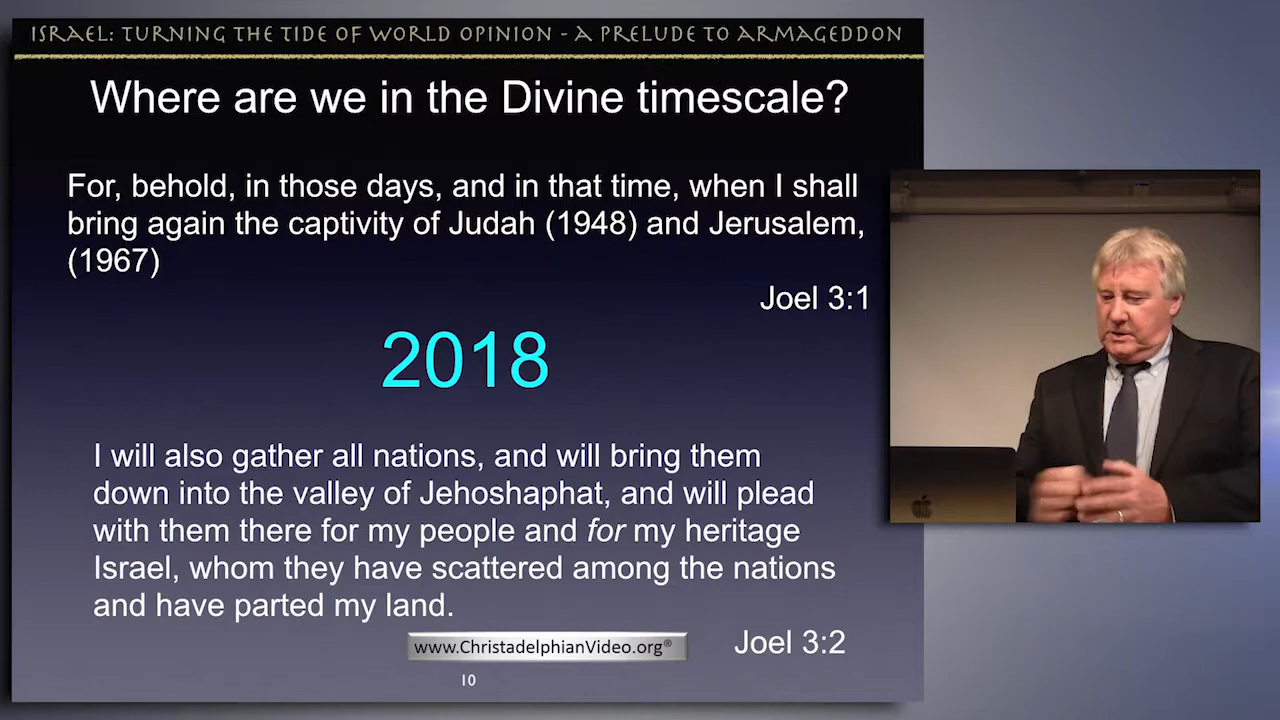 ISRAEL: TURNING THE TIDE OF WORLD OPINION - A PRELUDE TO ARMAGEDDON
Where are we in the Divine timescale?
For, behold, in those days, and in that time, when I shall
bring again the captivity of Judah (1948) and Jerusalem,
(1967)
Joel 3:1
2018
I will also gather all nations, and will bring them
down into the valley of Jehoshaphat, and will plead
with them there for my people and for my heritage
Israel, whom they have scattered among the nations
and have parted my land.
www.ChristadelphianVideo.org®
Joel 3:2
10